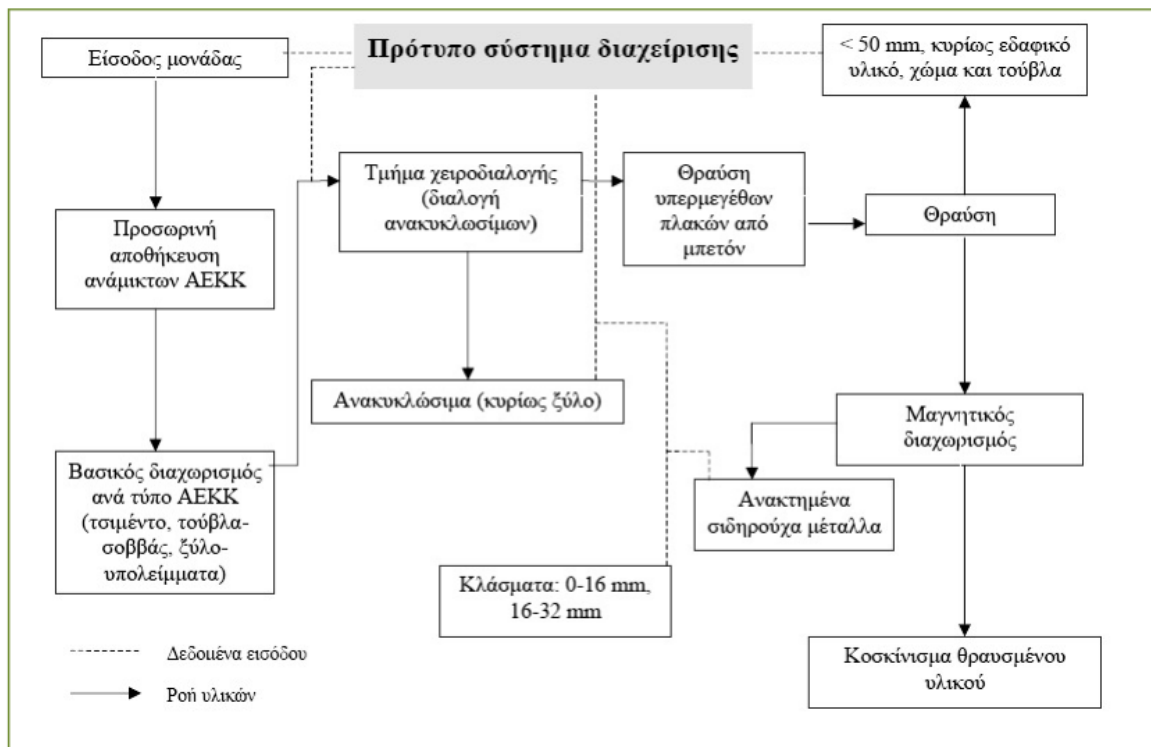 Είσοδος μονάδας
Πρότυπο σύστημα διαχείρισης
< 50 mm, κυρίως εδαφικό
υλικό, χώμα και τούβλα
Τμήμα χειροδιαλογής
(διαλογή
ανακυκλωσίμων)
Θραύση
υπερμεγέθων
πλακών από
μπετόν
Θραύση
Προσωρινή
αποθήκευση
ανάμικτων ΑΕΚΚ
Ανακυκλώσιμα (κυρίως ξύλο)
Μαγνητικός
διαχωρισμός
Βασικός διαχωρισμός
ανά τύπο ΑΕΚΚ
(τσιμέντο, τούβλα-
σοββάς, ξύλο-
υπολείμματα)
Ανακτημένα
σιδηρούχα μέταλλα
Κλάσματα: 0-16 mm,
16-32 mm
Κοσκίνισμα θραυσμένου
υλικού
Δεδομένα εισόδου
Ροή υλικών